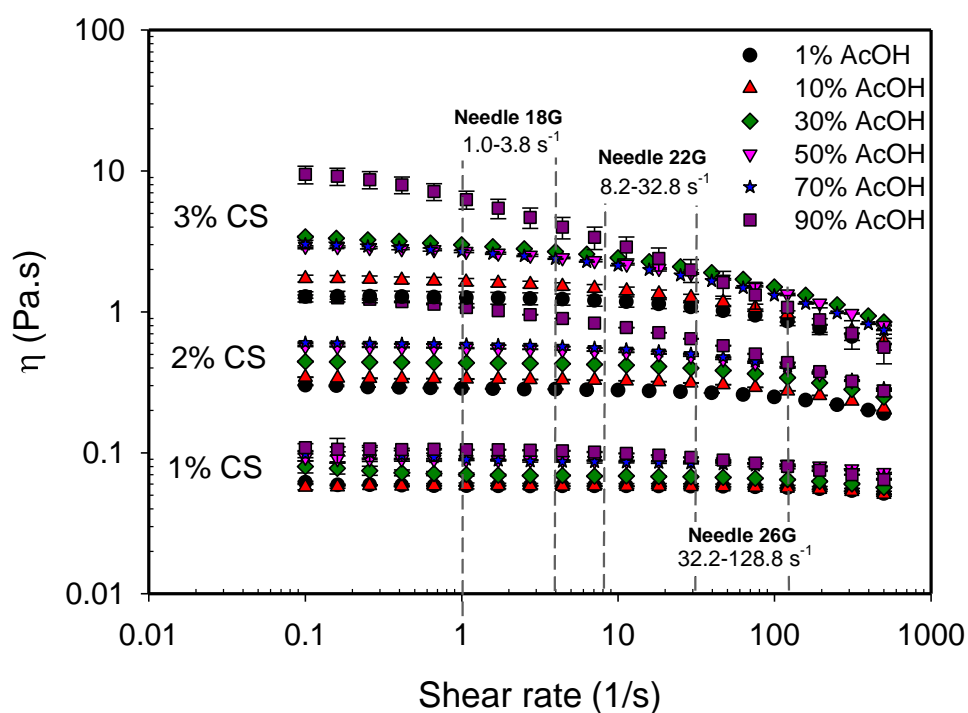 100
10
1
0.1
0.01
η (Pa.s)
1% AcOH
10% AcOH
30% AcOH
50% AcOH
70% AcOH
90% AcOH
Needle 18G
1.0-3.8 s⁻¹
Needle 22G
8.2-32.8 s⁻¹
3% CS
2% CS
1% CS
Needle 26G
32.2-128.8 s⁻¹
0.01
0.1
1
10
100
1000
Shear rate (1/s)